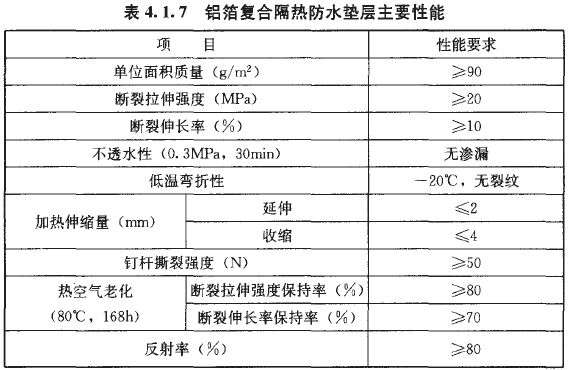 表 4.1.7 铝箔复合隔热防水垫层主要性能
项 目 性能要求
单位面积质量（g/m²） ≥90
断裂拉伸强度（MPa） ≥20
断裂伸长率（%） ≥10
不透水性（0.3MPa，30min） 无渗漏
低温弯折性 －20℃，无裂纹
加热伸缩量（mm） 延伸 ≤2
收缩 ≤4
钉杆撕裂强度（N） ≥50
热空气老化
（80℃，168h） 断裂拉伸强度保持率（%） ≥80
断裂伸长率保持率（%） ≥70
反射率（%） ≥80